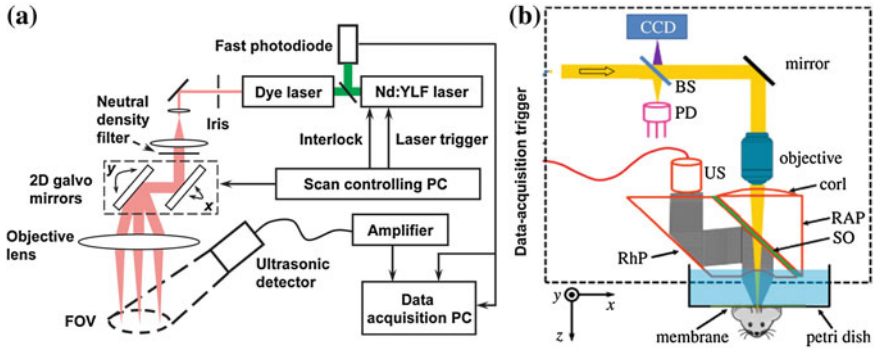 (a)
Fast photodiode
Dye laser
Nd:YLF laser
Neutral
density
filter
Iris
Interlock
Laser trigger
2D galvo
mirrors
y
x
Scan controlling PC
Objective
lens
Amplifier
Ultrasonic
detector
FOV
Data
acquisition PC
Data-acquisition trigger
(b)
CCD
mirror
BS
PD
objective
US
corl
RAP
SO
RhP
y
x
z
membrane
petri dish